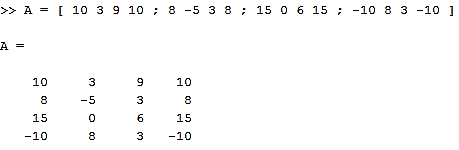 >> A = [ 10 3 9 10 ; 8 -5 3 8 ; 15 0 6 15 ; -10 8 3 -10 ]
A =
10 3 9 10
8 -5 3 8
15 0 6 15
-10 8 3 -10